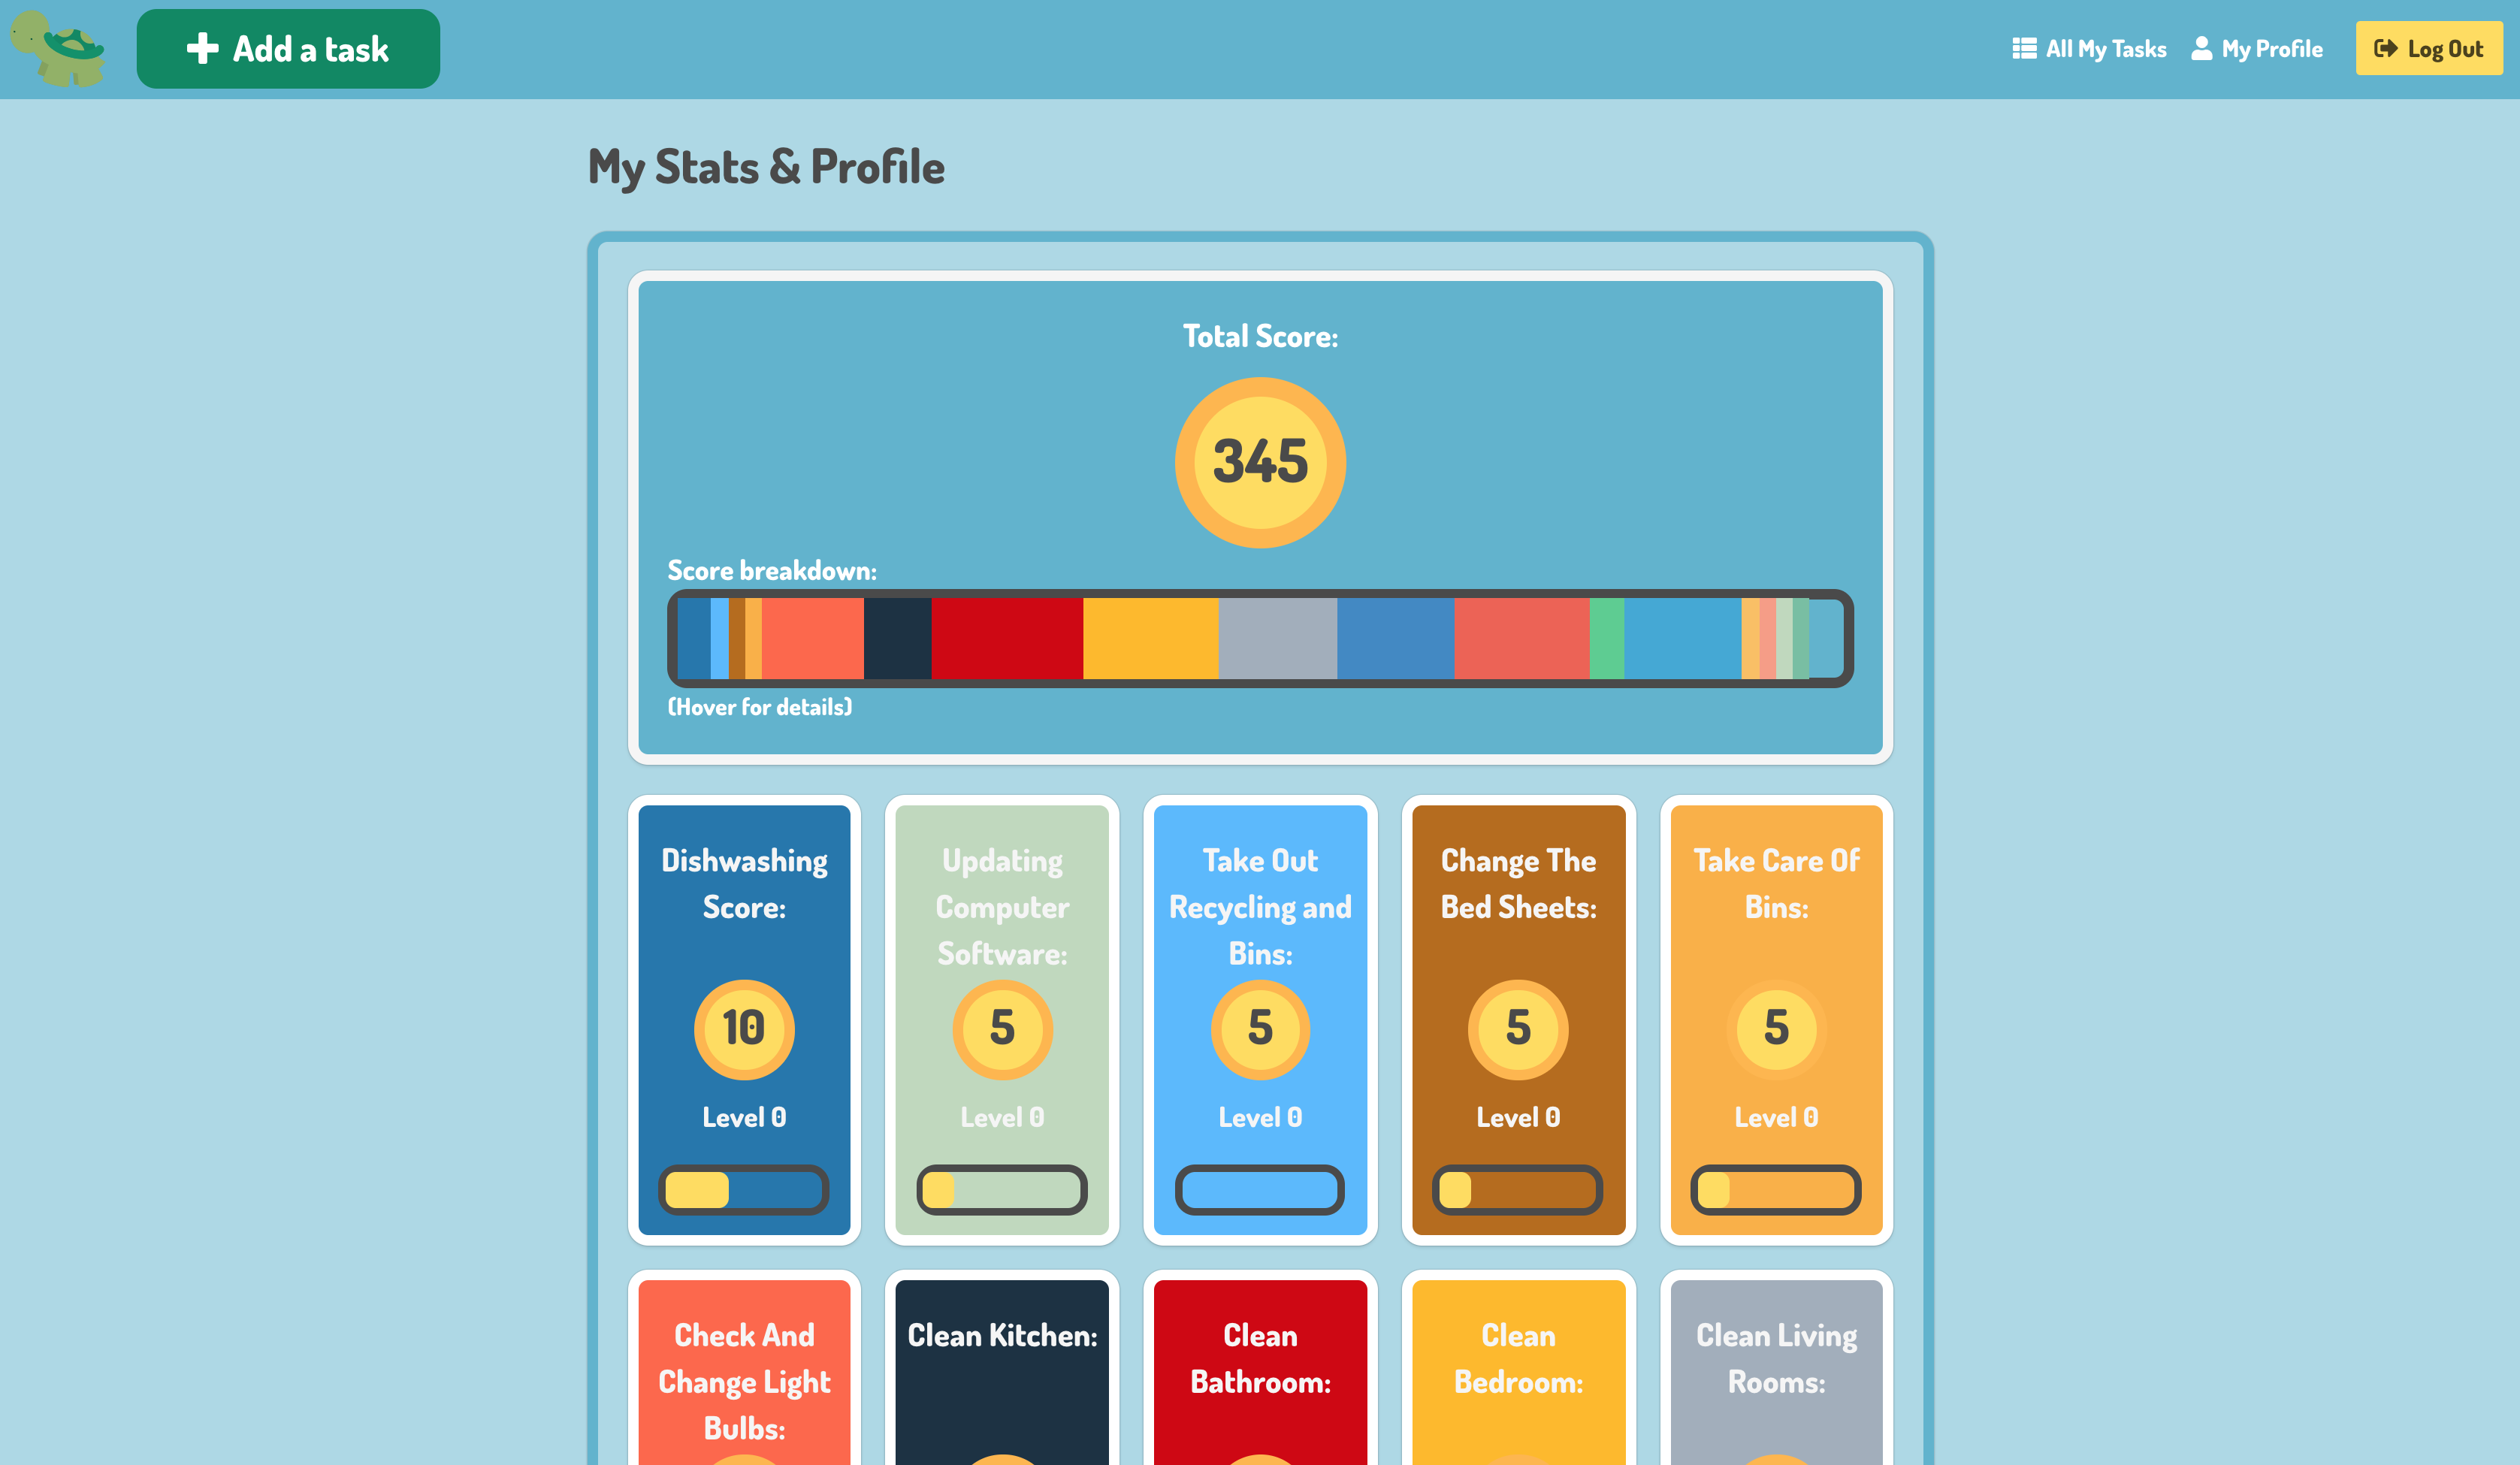 Add a task
All My Tasks
My Profile
Log Out
My Stats & Profile
Total Score:
345
Score breakdown:
(Hover for details)
Dishwashing
Score:
10
Level 0
Updating
Computer
Software:
5
Level 0
Take Out
Recycling and
Bins:
5
Level 0
Change The
Bed Sheets:
5
Level 0
Take Care Of
Bins:
5
Level 0
Check And
Change Light
Bulbs:
Clean Kitchen:
Clean
Bathroom:
Clean
Bedroom:
Clean Living
Rooms: